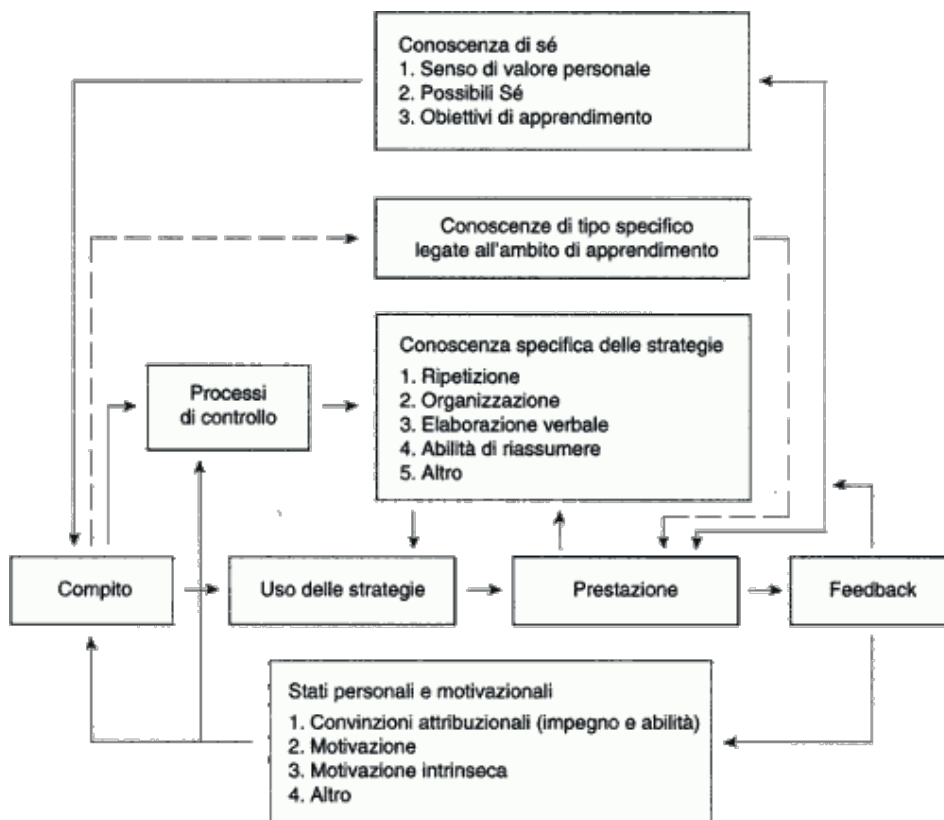 Conoscenza di sé
1. Senso di valore personale
2. Possibili Sé
3. Obiettivi di apprendimento
Conoscenze di tipo specifico
legate all'ambito di apprendimento
Conoscenza specifica delle strategie
1. Ripetizione
2. Organizzazione
3. Elaborazione verbale
4. Abilità di riassumere
5. Altro
Processi
di controllo
Compito
Uso delle strategie
Prestazione
Feedback
Stati personali e motivazionali
1. Convinzioni attribuzionali (impegno e abilità)
2. Motivazione
3. Motivazione intrinseca
4. Altro